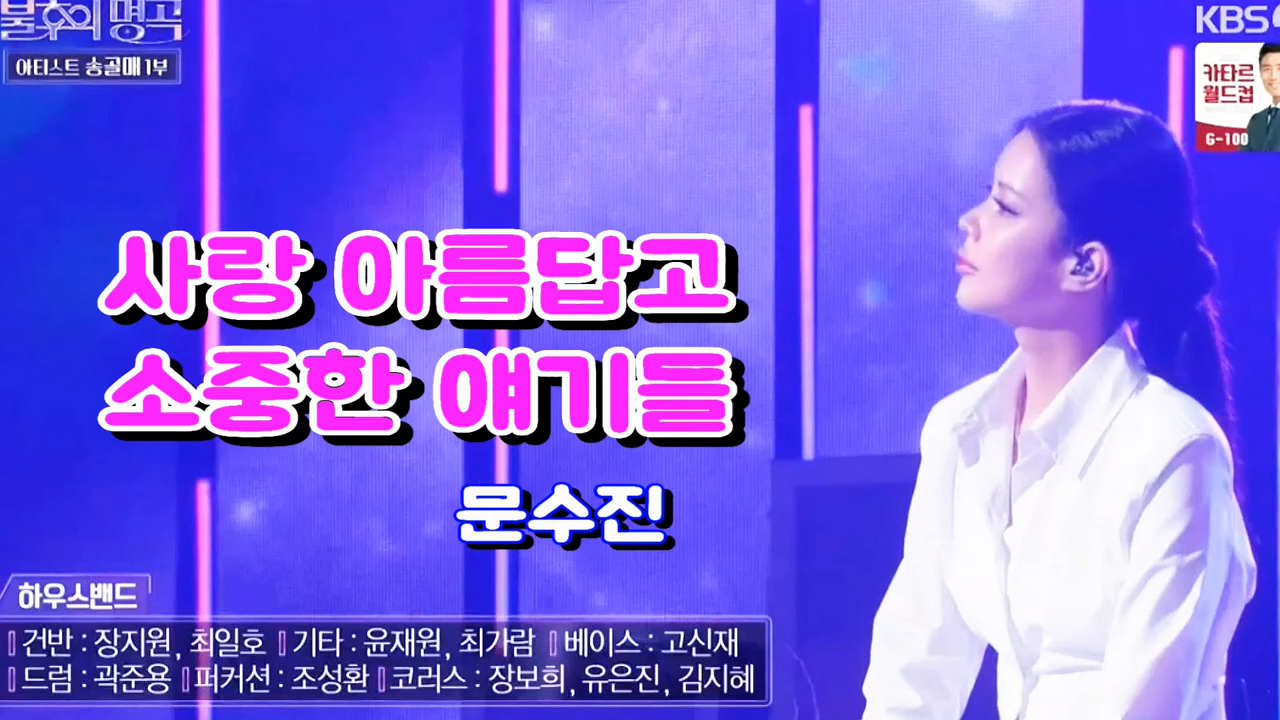 불후의 명곡
아티스트 송골매 1부
KBS
카타르
월드컵
G-100
사랑 아름답고
소중한 얘기들
문수진
하우스밴드
건반 : 장지원, 최일호 기타 : 윤재원, 최가람 베이스 : 고신재
드럼 : 곽준용 퍼커션 : 조성환 코러스 : 장보희, 유은진, 김지혜